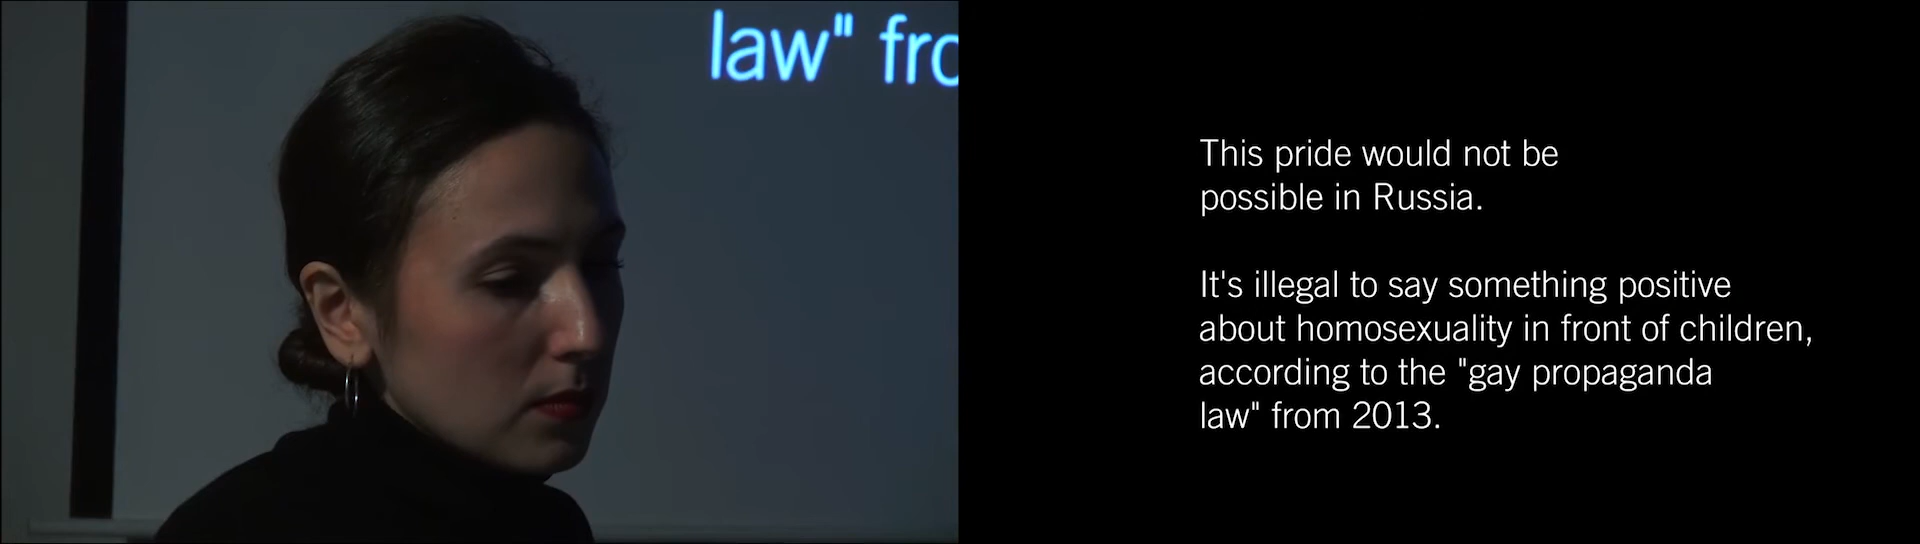 law" fro
This pride would not be
possible in Russia.
It's illegal to say something positive
about homosexuality in front of children,
according to the "gay propaganda
law" from 2013.